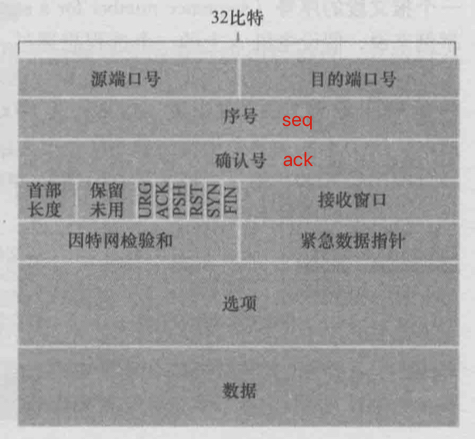 32比特
源端口号 目的端口号
序号 seq
确认号 ack
首部长度 保留未用 URG ACK PSH RST SYN FIN 接收窗口
因特网检验和 紧急数据指针
选项
数据